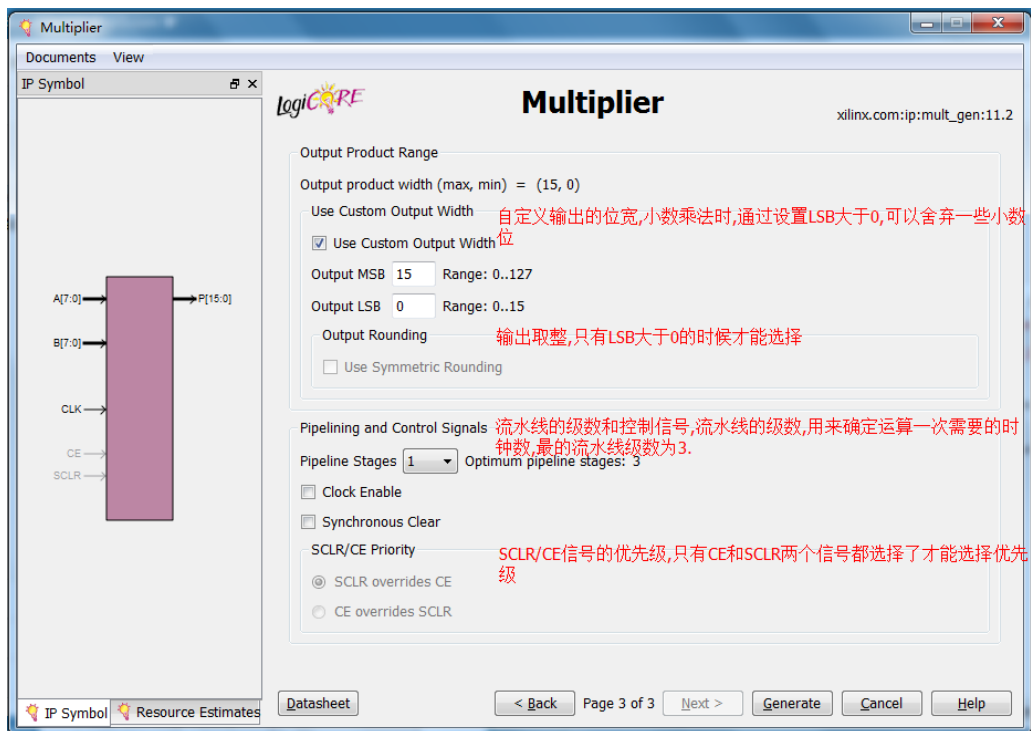 Multiplier
Documents View
IP Symbol
LogiCORE
Multiplier
xilinx.com:ip:mult_gen:11.2
A[7:0]
B[7:0]
CLK
CE
SCLR
P[15:0]
Output Product Range
Output product width (max, min) = (15, 0)
Use Custom Output Width
自定义输出的位宽,小数乘法时,通过设置LSB大于0,可以舍弃一些小数
位
Use Custom Output Width
Output MSB 15 Range: 0..127
Output LSB 0 Range: 0..15
Output Rounding
输出取整,只有LSB大于0的时候才能选择
Use Symmetric Rounding
Pipelining and Control Signals
流水线的级数和控制信号,流水线的级数,用来确定运算一次需要的时
钟数,最的流水线级数为3.
Pipeline Stages 1 Optimum pipeline stages: 3
Clock Enable
Synchronous Clear
SCLR/CE Priority
SCLR/CE信号的优先级,只有CE和SCLR两个信号都选择了才能选择优先
级
SCLR overrides CE
CE overrides SCLR
IP Symbol Resource Estimates
Datasheet < Back Page 3 of 3 Next > Generate Cancel Help